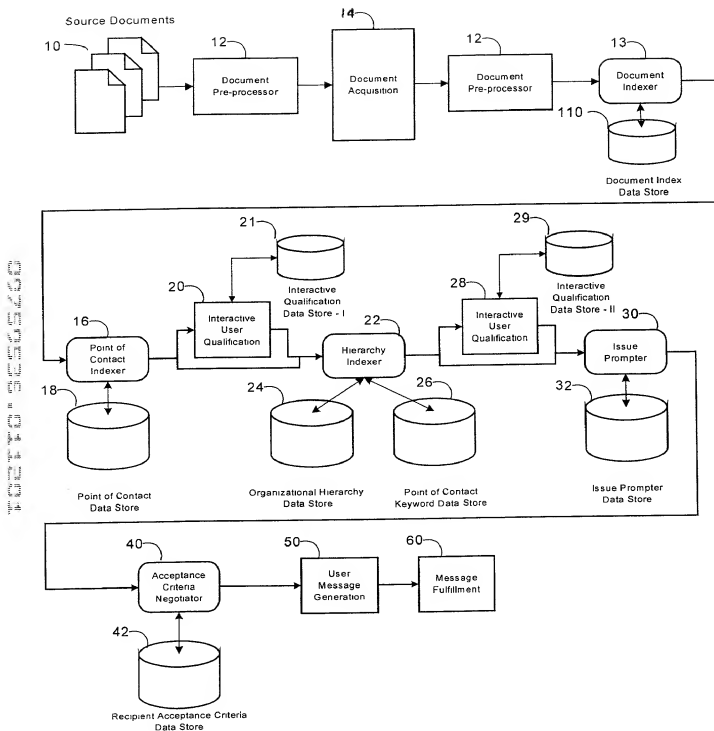 Source Documents
10
12
14
12
13
Document
Pre-processor
Document
Acquisition
Document
Pre-processor
Document
Indexer
110
Document Index
Data Store
21
29
Interactive
Qualification
Data Store - I
Interactive
Qualification
Data Store - II
20
28
Interactive
User
Qualification
Interactive
User
Qualification
16
22
30
Point of
Contact
Indexer
Hierarchy
Indexer
Issue
Prompter
18
24
26
32
Point of Contact
Data Store
Organizational Hierarchy
Data Store
Point of Contact
Keyword Data Store
Issue Prompter
Data Store
40
50
60
Acceptance
Criteria
Negotiator
User
Message
Generation
Message
Fulfillment
42
Recipient Acceptance Criteria
Data Store